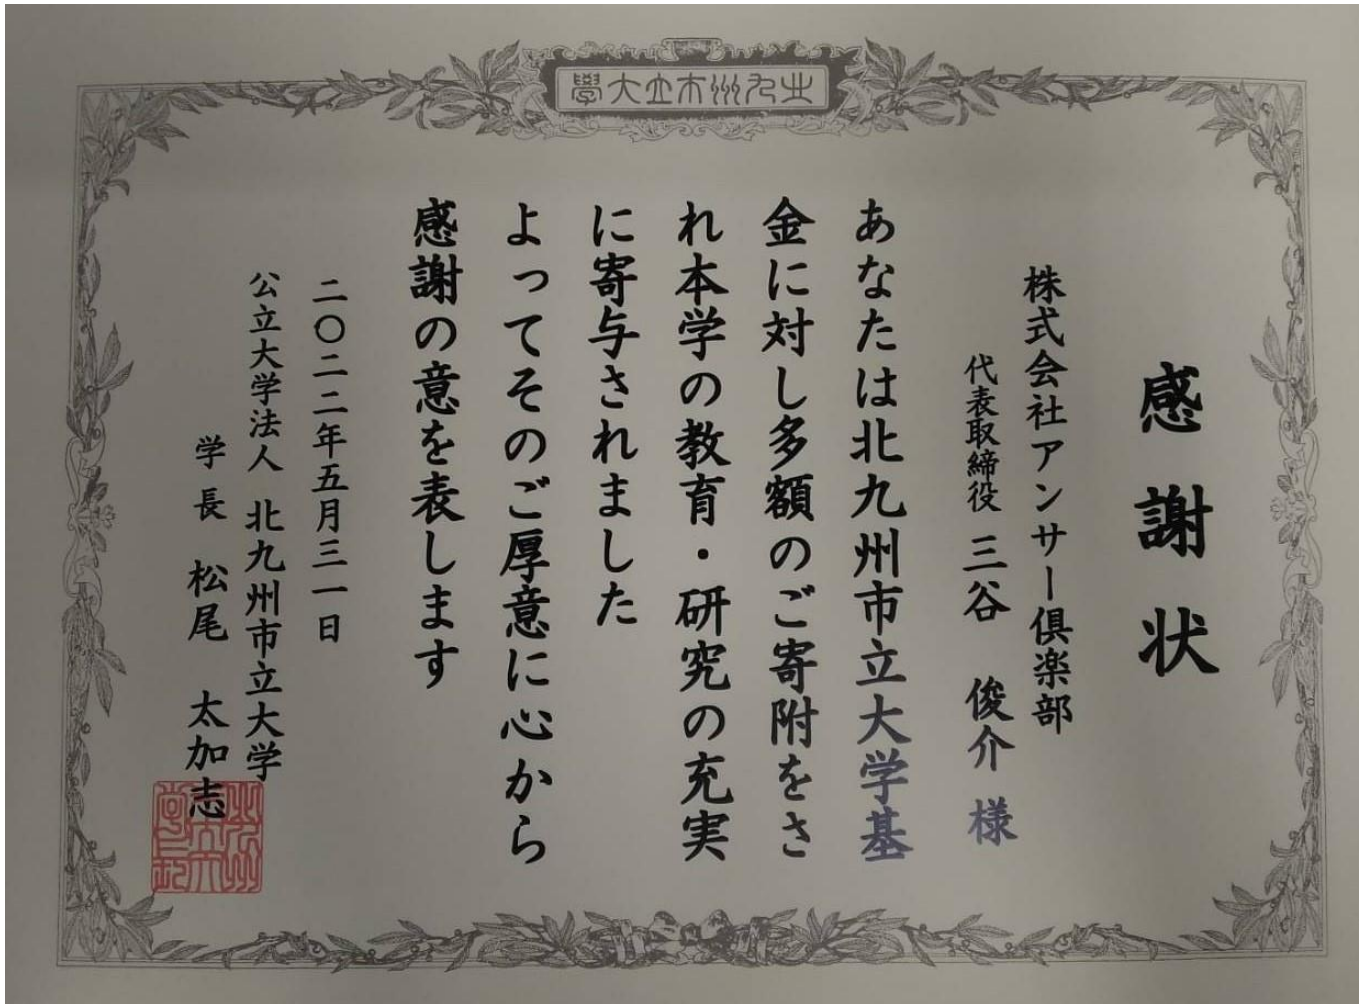 北九州市立大學
感謝状
株式会社アンサー倶楽部
代表取締役 三谷 俊介 様
あなたは北九州市立大学基
金に対し多額のご寄附をさ
れ本学の教育・研究の充実
に寄与されました
よってそのご厚意に心から
感謝の意を表します
二〇二二年五月三一日
公立大学法人 北九州市立大学
学長 松尾 太加志